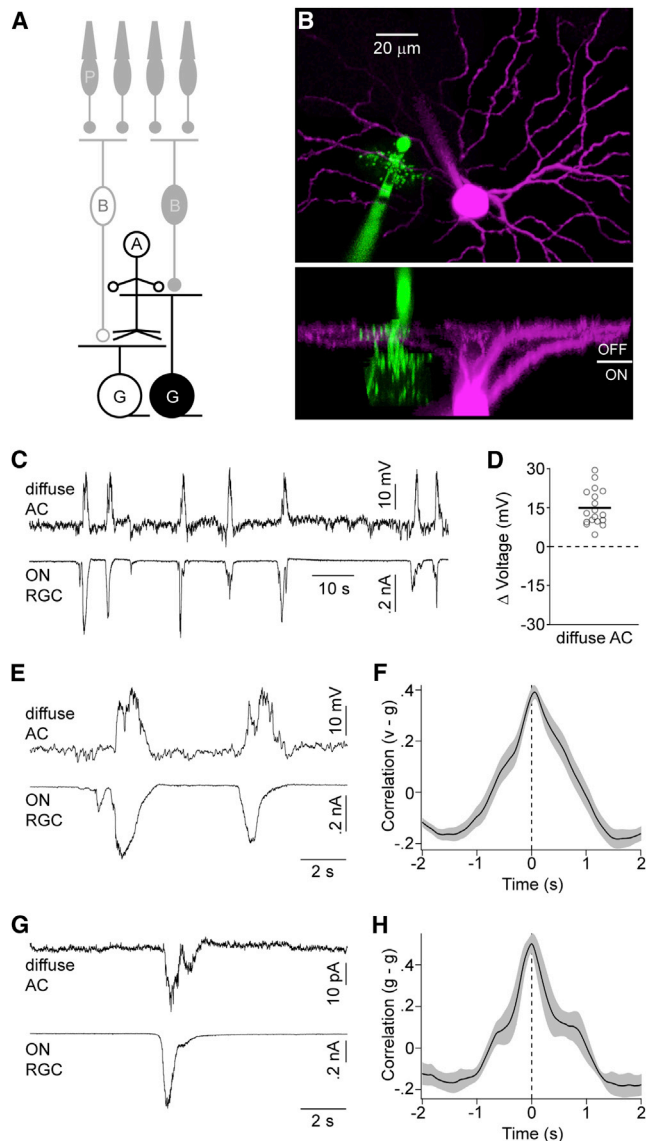 A
P
B
B
A
G
G
B
20 μm
OFF
ON
C
diffuse
AC
10 mV
ON
RGC
10 s
.2 nA
D
30
15
0
-15
-30
Δ Voltage (mV)
diffuse AC
E
diffuse
AC
10 mV
ON
RGC
.2 nA
2 s
F
.4
.2
0
-.2
Correlation (v - g)
-2
-1
0
1
2
Time (s)
G
diffuse
AC
10 pA
ON
RGC
.2 nA
2 s
H
.4
.2
0
-.2
Correlation (g - g)
-2
-1
0
1
2
Time (s)